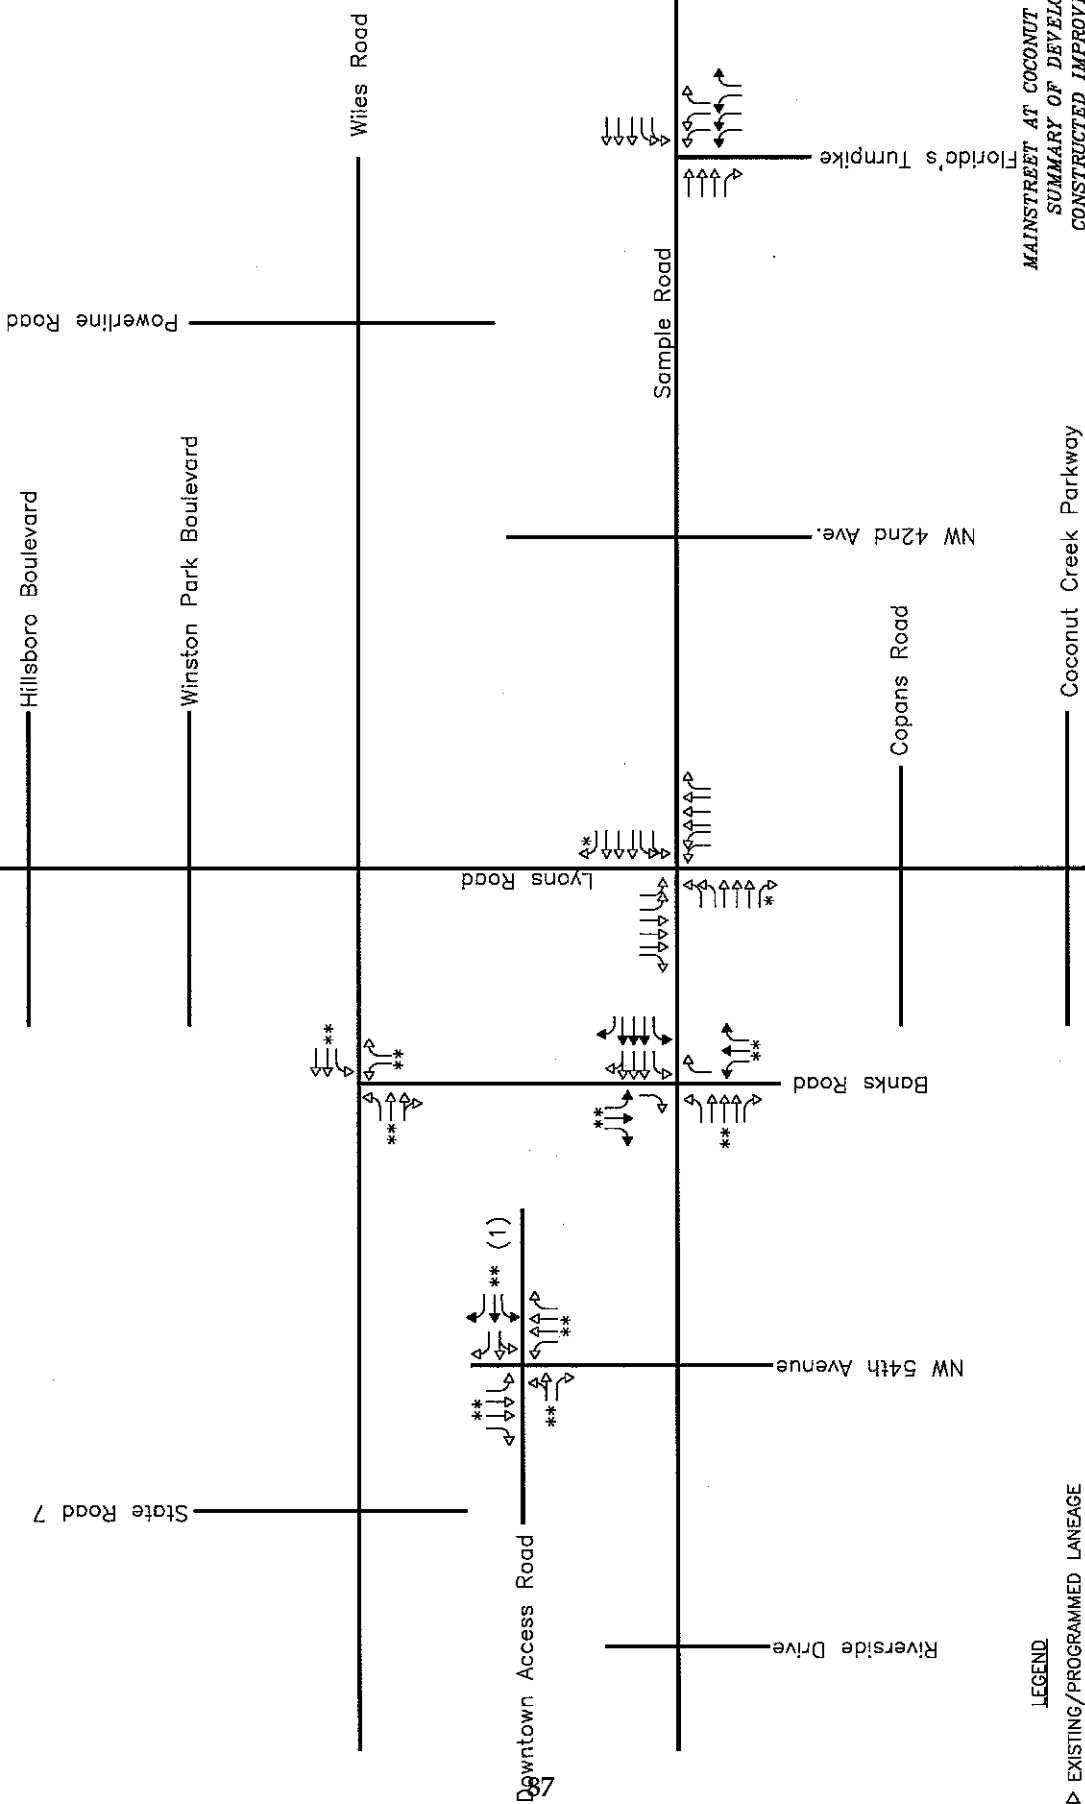 MAINSTREET AT COCONUT
SUMMARY OF DEVELO
CONSTRUCTED IMPROV
Powerline Road
Wiles Road
Hillsboro Boulevard
Winston Park Boulevard
Florida's Turnpike
Sample Road
NW 42nd Ave.
Copans Road
Coconut Creek Parkway
Lyons Road
*
*
**
**
**
Banks Road
**
**
**
** (1)
**
**
**
NW 54th Avenue
State Road 7
Downtown Access Road
Riverside Drive
87
LEGEND
EXISTING/PROGRAMMED LANEAGE